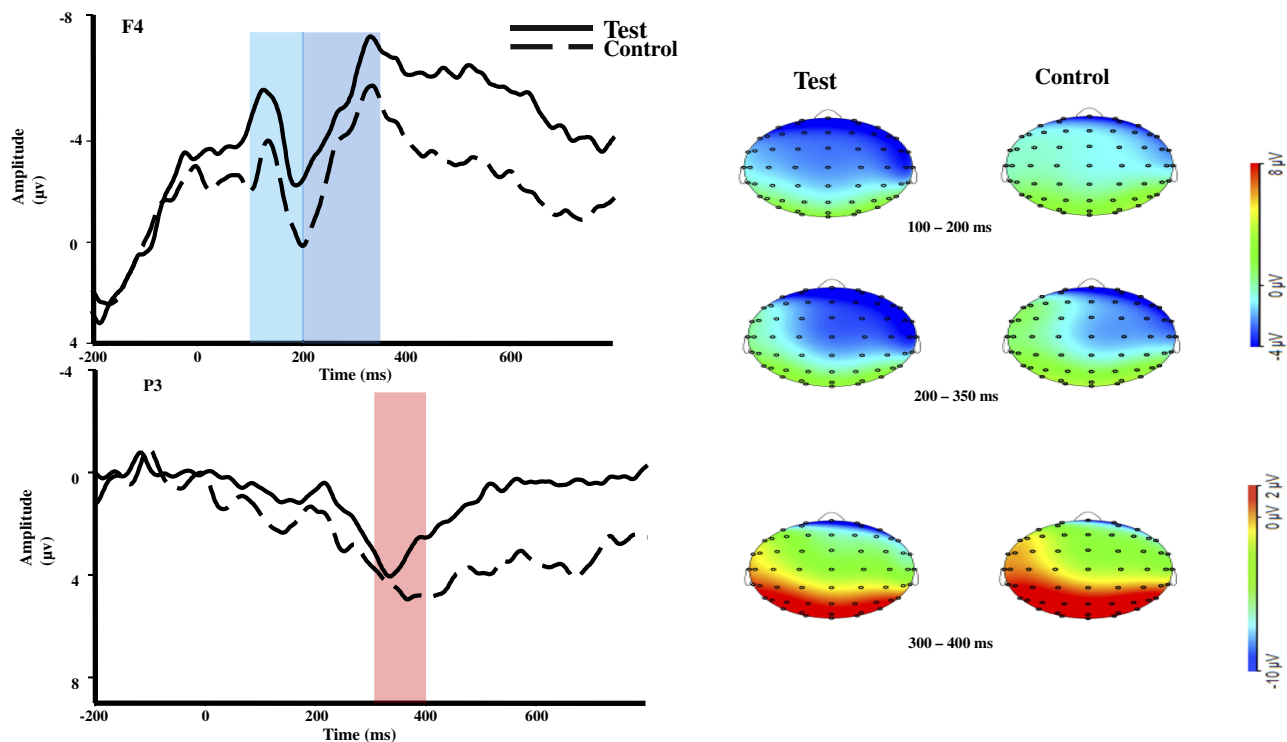 -8
F4
Test
Control
-4
0
4
Amplitude
(μv)
-200
0
200
400
600
Time (ms)
-4
P3
0
4
8
Amplitude
(μv)
-200
0
200
400
600
Time (ms)
Test
Control
100 – 200 ms
200 – 350 ms
300 – 400 ms
8 μV
0 μV
-4 μV
2 μV
0 μV
-10 μV